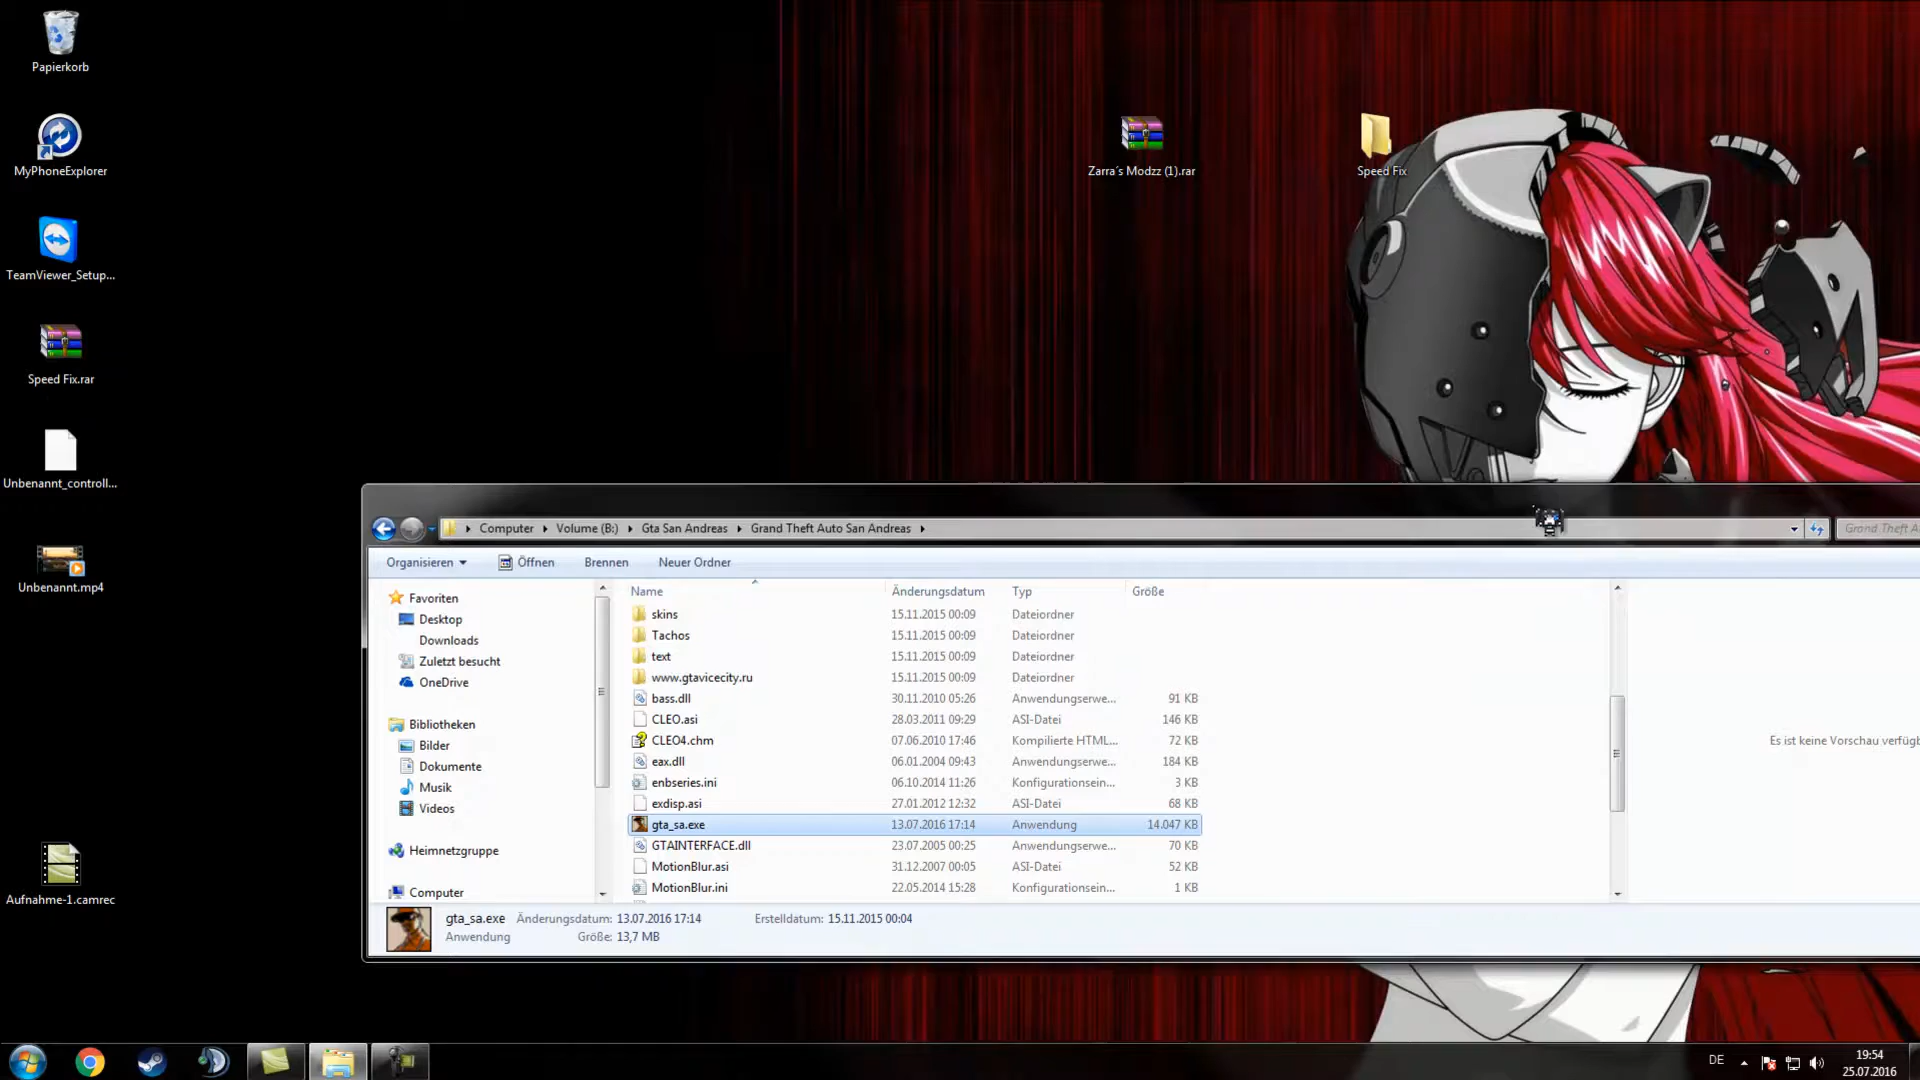 Papierkorb
MyPhoneExplorer
TeamViewer_Setup...
Speed Fix.rar
Unbenannt_controll...
Unbenannt.mp4
Aufnahme-1.camrec
Zarra´s Modzz (1).rar
Speed Fix
Computer Volume (B:) Gta San Andreas Grand Theft Auto San Andreas
Grand Theft A
Organisieren Öffnen Brennen Neuer Ordner
Favoriten
Desktop
Downloads
Zuletzt besucht
OneDrive
Bibliotheken
Bilder
Dokumente
Musik
Videos
Heimnetzgruppe
Computer
Name Änderungsdatum Typ Größe
skins 15.11.2015 00:09 Dateiordner
Tachos 15.11.2015 00:09 Dateiordner
text 15.11.2015 00:09 Dateiordner
www.gtavicecity.ru 15.11.2015 00:09 Dateiordner
bass.dll 30.11.2010 05:26 Anwendungserwe... 91 KB
CLEO.asi 28.03.2011 09:29 ASI-Datei 146 KB
CLEO4.chm 07.06.2010 17:46 Kompilierte HTML... 72 KB
eax.dll 06.01.2004 09:43 Anwendungserwe... 184 KB
enbseries.ini 06.10.2014 11:26 Konfigurationsein... 3 KB
exdisp.asi 27.01.2012 12:32 ASI-Datei 68 KB
gta_sa.exe 13.07.2016 17:14 Anwendung 14.047 KB
GTAINTERFACE.dll 23.07.2005 00:25 Anwendungserwe... 70 KB
MotionBlur.asi 31.12.2007 00:05 ASI-Datei 52 KB
MotionBlur.ini 22.05.2014 15:28 Konfigurationsein... 1 KB
Es ist keine Vorschau verfügb
gta_sa.exe Änderungsdatum: 13.07.2016 17:14 Erstelldatum: 15.11.2015 00:04
Anwendung Größe: 13,7 MB
DE
19:54
25.07.2016